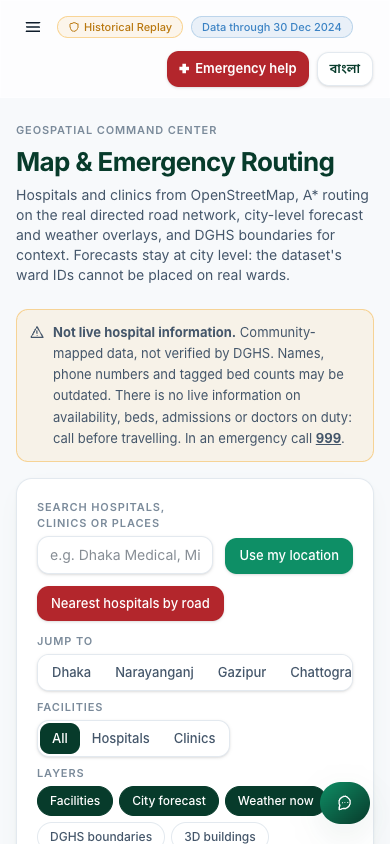 Historical Replay
Data through 30 Dec 2024
Emergency help
বাংলা
GEOSPATIAL COMMAND CENTER
Map & Emergency Routing
Hospitals and clinics from OpenStreetMap, A* routing
on the real directed road network, city-level forecast
and weather overlays, and DGHS boundaries for
context. Forecasts stay at city level: the dataset's
ward IDs cannot be placed on real wards.
Not live hospital information. Community-
mapped data, not verified by DGHS. Names,
phone numbers and tagged bed counts may be
outdated. There is no live information on
availability, beds, admissions or doctors on duty:
call before travelling. In an emergency call 999.
SEARCH HOSPITALS,
CLINICS OR PLACES
e.g. Dhaka Medical, Mi
Use my location
Nearest hospitals by road
JUMP TO
Dhaka Narayanganj Gazipur Chattogra
FACILITIES
All Hospitals Clinics
LAYERS
Facilities City forecast Weather now
DGHS boundaries 3D buildings